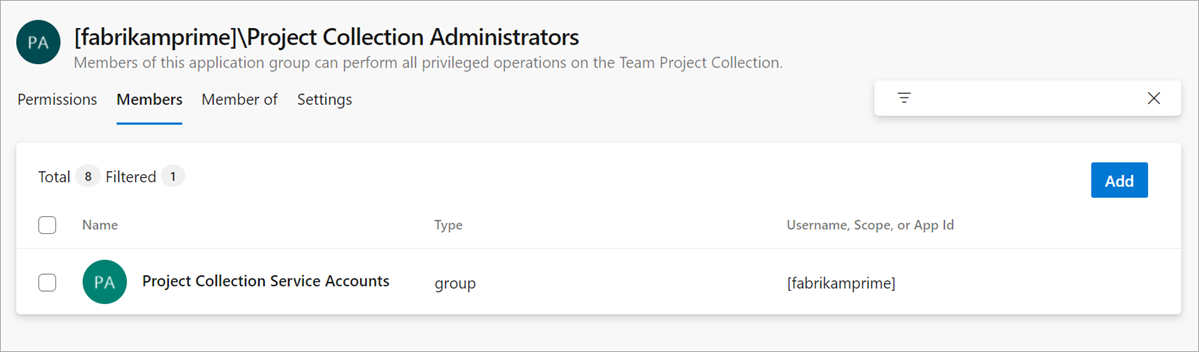 PA
[fabrikamprime]\Project Collection Administrators
Members of this application group can perform all privileged operations on the Team Project Collection.
Permissions Members Member of Settings
Total 8 Filtered 1
Add
Name Type Username, Scope, or App Id
PA Project Collection Service Accounts group [fabrikamprime]